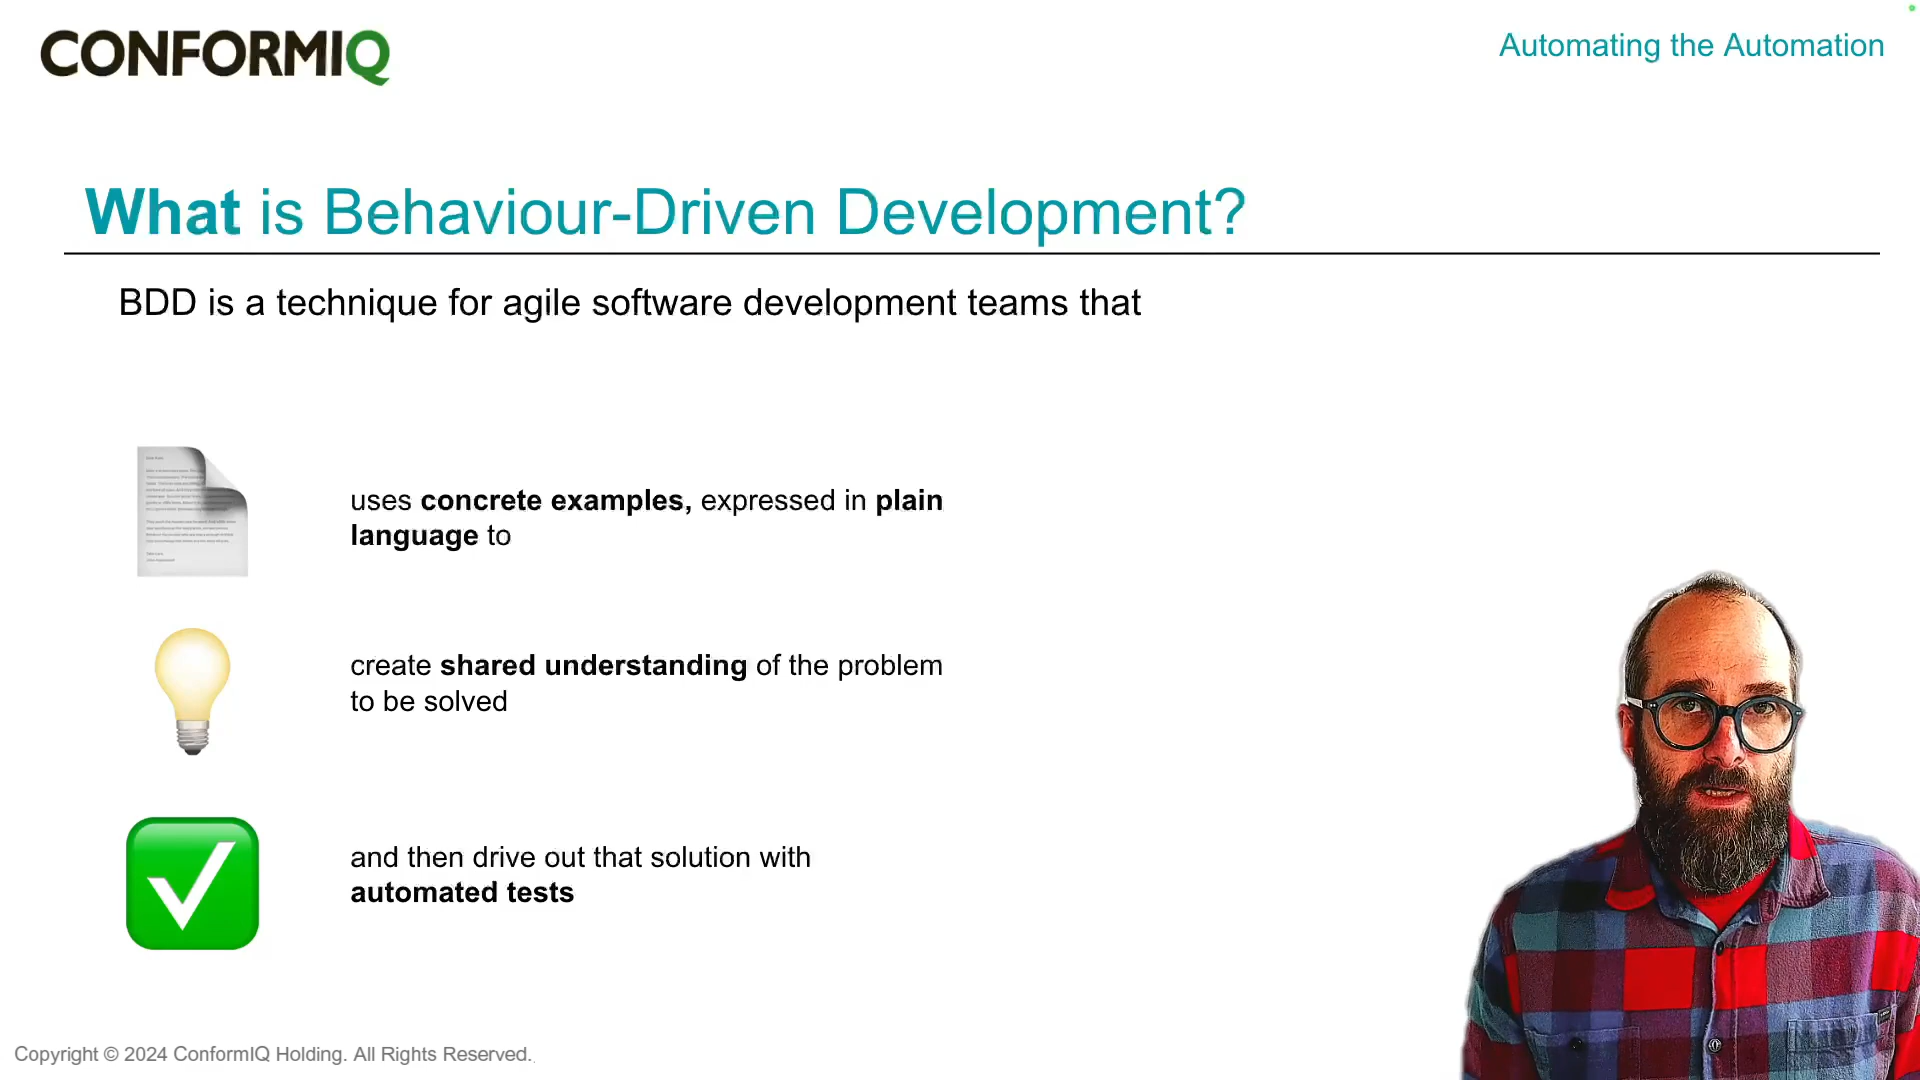 CONFORMIQ
Automating the Automation
What is Behaviour-Driven Development?
BDD is a technique for agile software development teams that
uses concrete examples, expressed in plain
language to
create shared understanding of the problem
to be solved
and then drive out that solution with
automated tests
Copyright © 2024 ConformIQ Holding. All Rights Reserved.